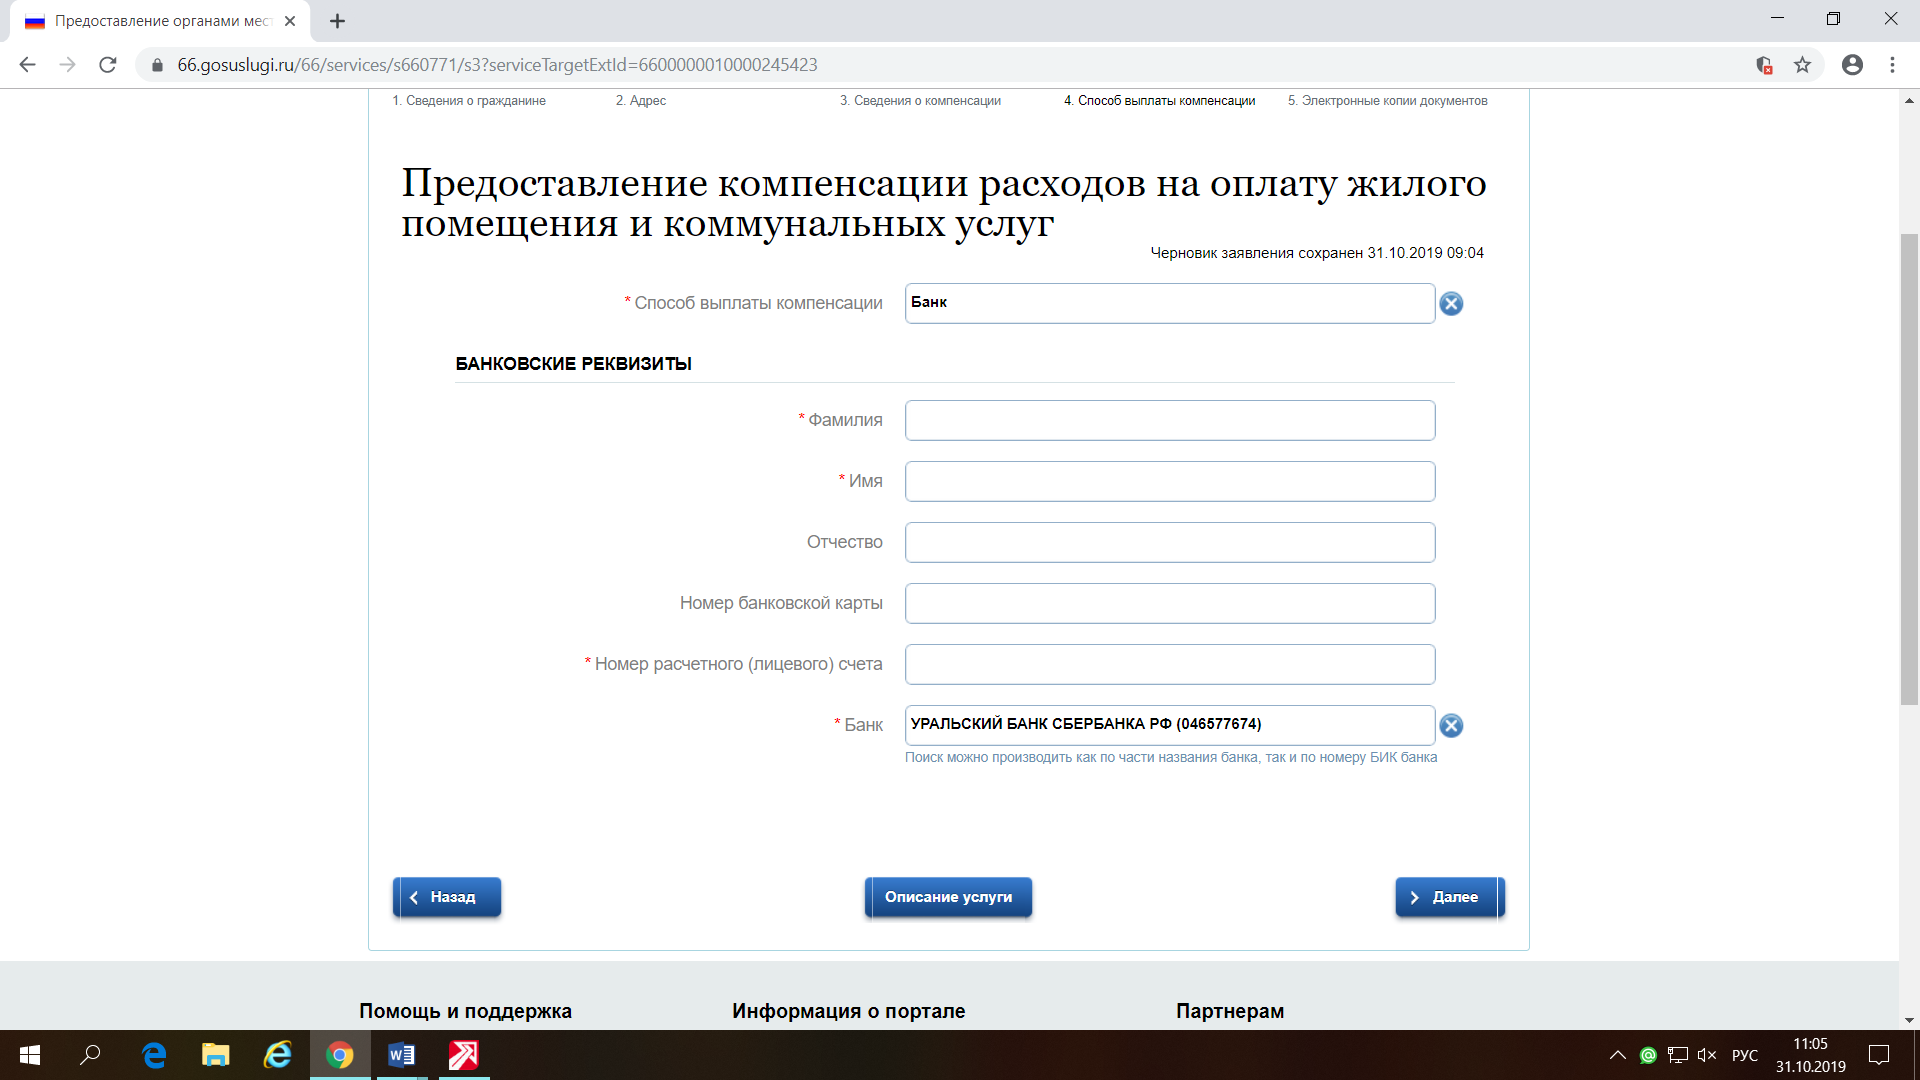 Предоставление органами мест
66.gosuslugi.ru/66/services/s660771/s3?serviceTargetExtId=6600000010000245423
1. Сведения о гражданине 2. Адрес 3. Сведения о компенсации 4. Способ выплаты компенсации 5. Электронные копии документов
Предоставление компенсации расходов на оплату жилого
помещения и коммунальных услуг
Черновик заявления сохранен 31.10.2019 09:04
* Способ выплаты компенсации Банк
БАНКОВСКИЕ РЕКВИЗИТЫ
* Фамилия
* Имя
Отчество
Номер банковской карты
* Номер расчетного (лицевого) счета
* Банк УРАЛЬСКИЙ БАНК СБЕРБАНКА РФ (046577674)
Поиск можно производить как по части названия банка, так и по номеру БИК банка
Назад Описание услуги Далее
Помощь и поддержка Информация о портале Партнерам
РУС
11:05
31.10.2019